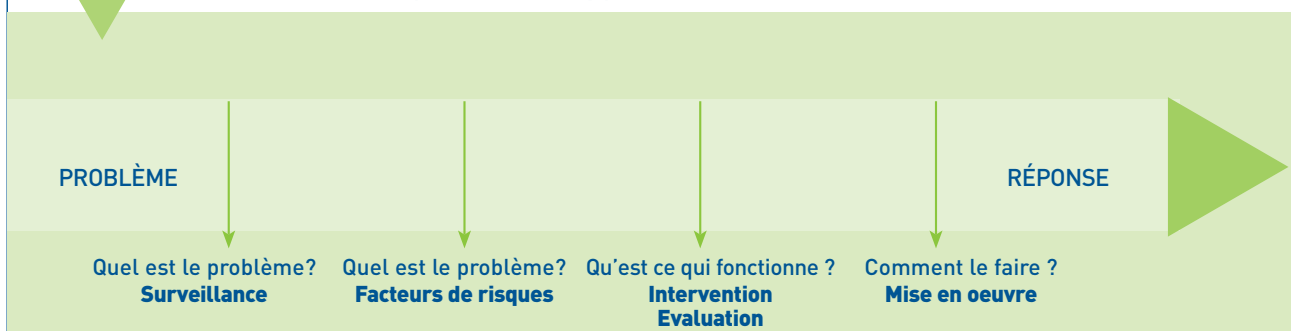 PROBLÈME
RÉPONSE
Quel est le problème?
Surveillance
Quel est le problème?
Facteurs de risques
Qu'est ce qui fonctionne ?
Intervention
Evaluation
Comment le faire ?
Mise en oeuvre